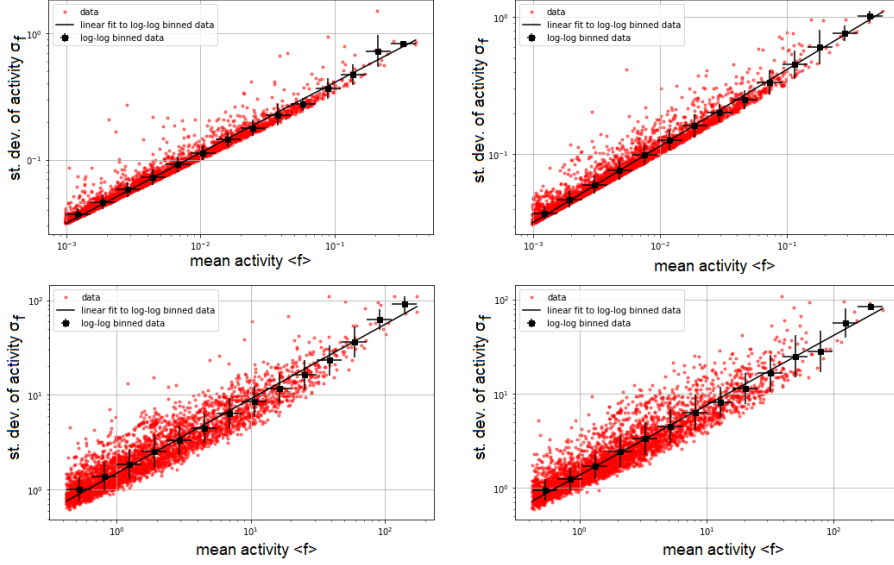 data
linear fit to log-log binned data
log-log binned data
st. dev. of activity σf
10⁰
10⁻¹
10⁻³
10⁻²
10⁻¹
mean activity <f>
data
linear fit to log-log binned data
log-log binned data
st. dev. of activity σf
10⁰
10⁻¹
10⁻³
10⁻²
10⁻¹
mean activity <f>
data
linear fit to log-log binned data
log-log binned data
st. dev. of activity σf
10²
10¹
10⁰
10⁰
10¹
10²
mean activity <f>
data
linear fit to log-log binned data
log-log binned data
st. dev. of activity σf
10²
10¹
10⁰
10⁰
10¹
10²
mean activity <f>